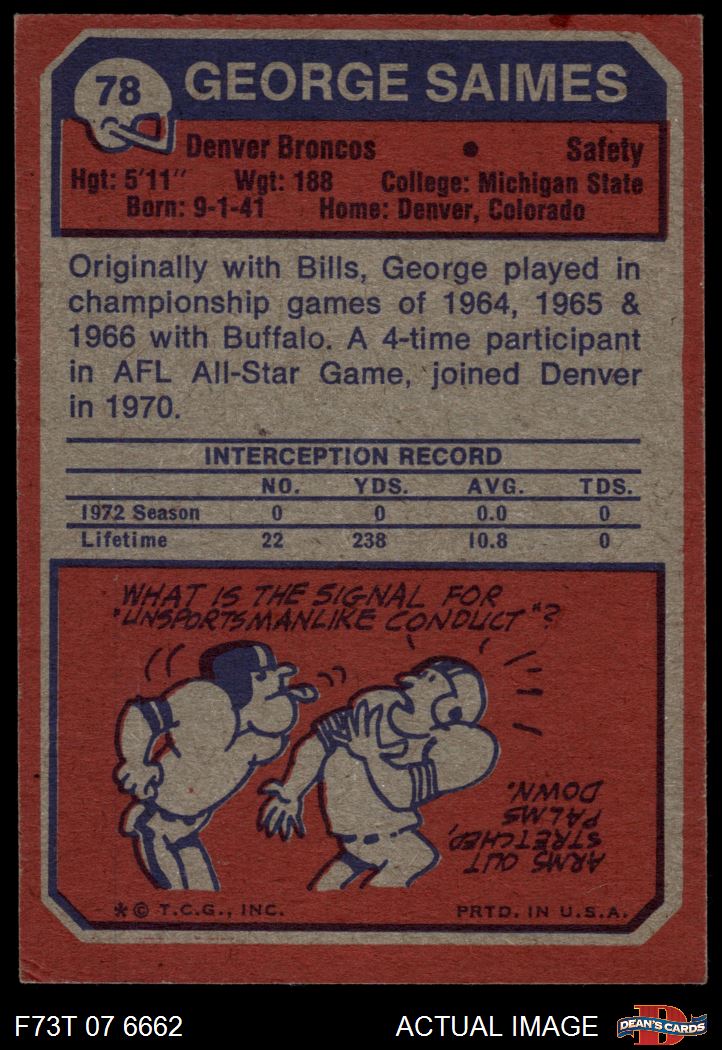 78
GEORGE SAIMES
Denver Broncos • Safety
Hgt: 5'11" Wgt: 188 College: Michigan State
Born: 9-1-41 Home: Denver, Colorado
Originally with Bills, George played in
championship games of 1964, 1965 &
1966 with Buffalo. A 4-time participant
in AFL All-Star Game, joined Denver
in 1970.
INTERCEPTION RECORD
NO. YDS. AVG. TDS.
1972 Season 0 0 0.0 0
Lifetime 22 238 10.8 0
WHAT IS THE SIGNAL FOR
"UNSPORTSMANLIKE CONDUCT"?
ARMS OUT
STRETCHED,
PALMS
DOWN.
* © T.C.G., INC. PRTD. IN U.S.A.
F73T 07 6662 ACTUAL IMAGE
D
DEAN'S CARDS